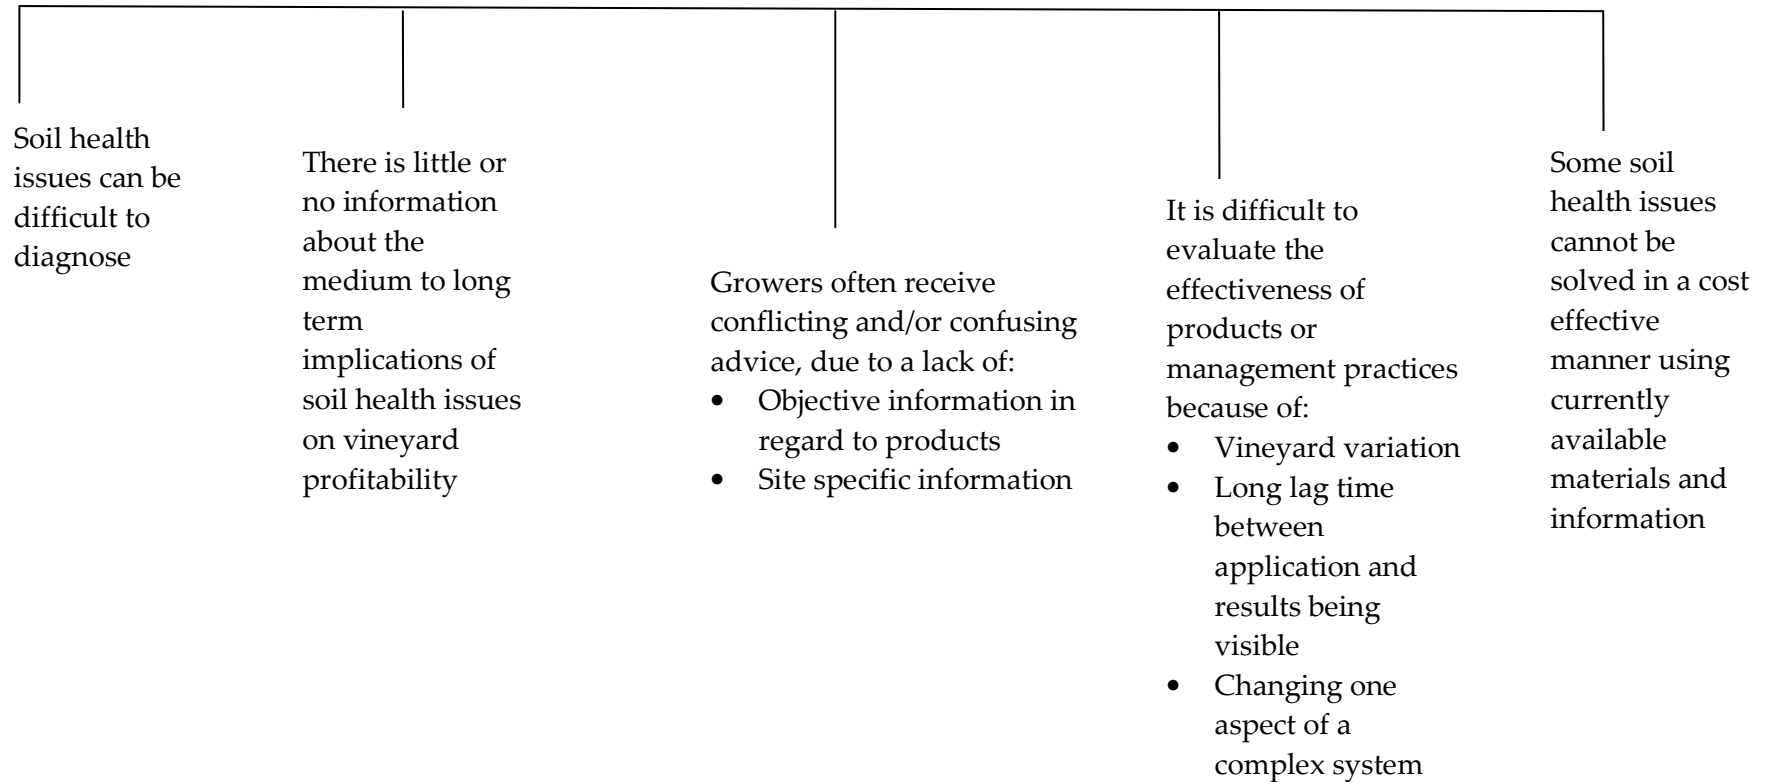 Soil health
issues can be
difficult to
diagnose
There is little or
no information
about the
medium to long
term
implications of
soil health issues
on vineyard
profitability
Growers often receive
conflicting and/or confusing
advice, due to a lack of:
• Objective information in
regard to products
• Site specific information
It is difficult to
evaluate the
effectiveness of
products or
management practices
because of:
• Vineyard variation
• Long lag time
between
application and
results being
visible
• Changing one
aspect of a
complex system
Some soil
health issues
cannot be
solved in a cost
effective
manner using
currently
available
materials and
information